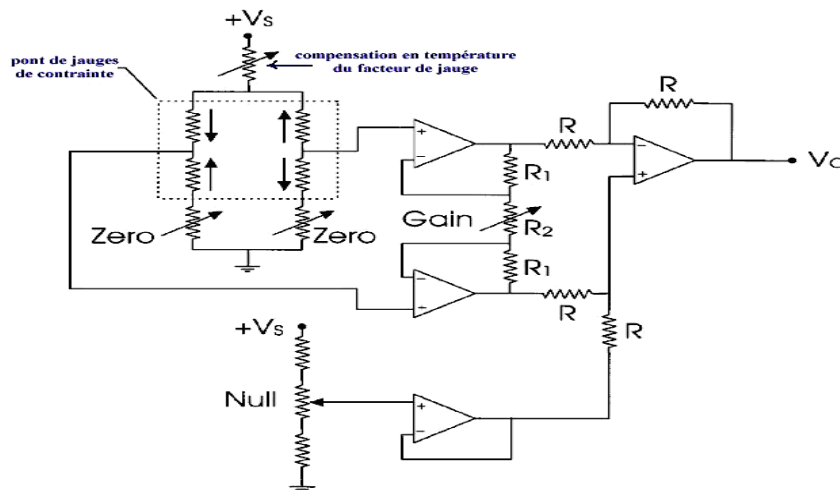 +Vs
pont de jauges
de contrainte
compensation en température
du facteur de jauge
R
R
Vo
R1
Zero
Zero
Gain
R2
R1
R
R
+Vs
Null